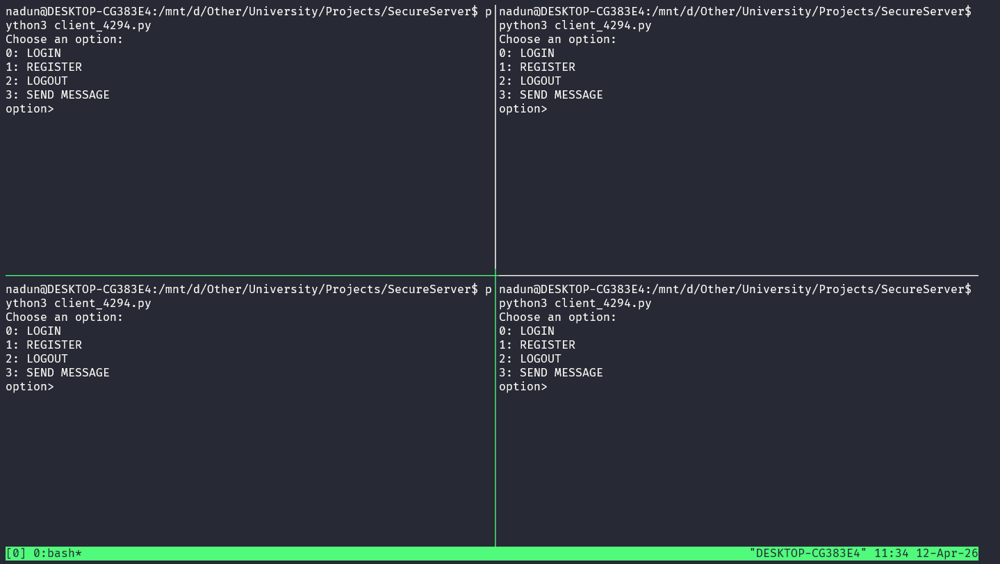 nadun@DESKTOP-CG383E4:/mnt/d/Other/University/Projects/SecureServer$ p
ython3 client_4294.py
Choose an option:
0: LOGIN
1: REGISTER
2: LOGOUT
3: SEND MESSAGE
option>
nadun@DESKTOP-CG383E4:/mnt/d/Other/University/Projects/SecureServer$
python3 client_4294.py
Choose an option:
0: LOGIN
1: REGISTER
2: LOGOUT
3: SEND MESSAGE
option>
nadun@DESKTOP-CG383E4:/mnt/d/Other/University/Projects/SecureServer$ p
ython3 client_4294.py
Choose an option:
0: LOGIN
1: REGISTER
2: LOGOUT
3: SEND MESSAGE
option>
nadun@DESKTOP-CG383E4:/mnt/d/Other/University/Projects/SecureServer$
python3 client_4294.py
Choose an option:
0: LOGIN
1: REGISTER
2: LOGOUT
3: SEND MESSAGE
option>
[0] 0:bash* "DESKTOP-CG383E4" 11:34 12-Apr-26